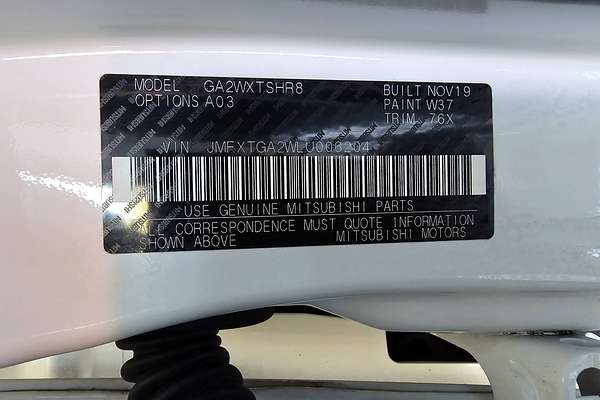 MODEL GA2WXTSHR8 BUILT NOV19
OPTIONS A03 PAINT W37
TRIM 76X
VIN JMFXTGA2WLU008204
USE GENUINE MITSUBISHI PARTS
ALL CORRESPONDENCE MUST QUOTE INFORMATION
SHOWN ABOVE MITSUBISHI MOTORS